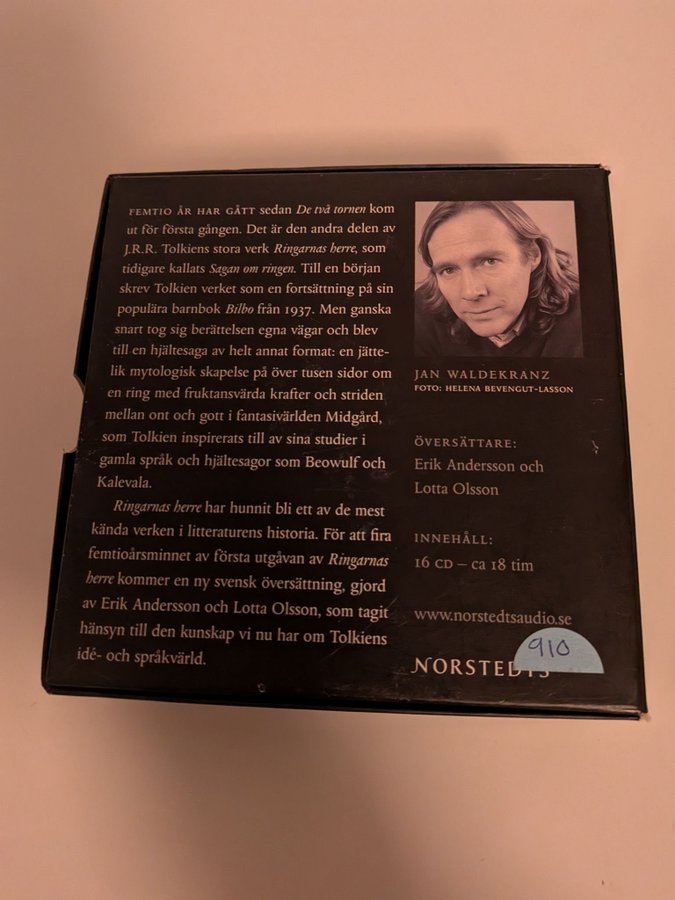 FEMTIO ÅR HAR GÅTT sedan De två tornen kom
ut för första gången. Det är den andra delen av
J.R.R. Tolkiens stora verk Ringarnas herre, som
tidigare kallats Sagan om ringen. Till en början
skrev Tolkien verket som en fortsättning på sin
populära barnbok Bilbo från 1937. Men ganska
snart tog sig berättelsen egna vägar och blev
till en hjältesaga av helt annat format: en jätte-
lik mytologisk skapelse på över tusen sidor om
en ring med fruktansvärda krafter och striden
mellan ont och gott i fantasivärlden Midgård,
som Tolkien inspirerats till av sina studier i
gamla språk och hjältesagor som Beowulf och
Kalevala.
Ringarnas herre har hunnit bli ett av de mest
kända verken i litteraturens historia. För att fira
femtioårsminnet av första utgåvan av Ringarnas
herre kommer en ny svensk översättning, gjord
av Erik Andersson och Lotta Olsson, som tagit
hänsyn till den kunskap vi nu har om Tolkiens
idé- och språkvärld.
JAN WALDEKRANZ
FOTO: HELENA BEVENGUT-LASSON
ÖVERSÄTTARE:
Erik Andersson och
Lotta Olsson
INNEHÅLL:
16 CD – ca 18 tim
www.norstedtsaudio.se
910
NORSTEDTS